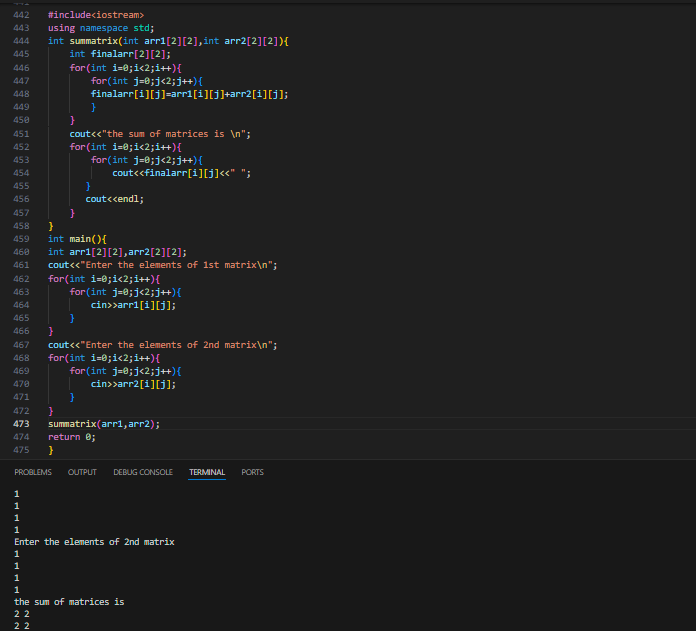 442 #include<iostream>
443 using namespace std;
444 int summatrix(int arr1[2][2],int arr2[2][2]){
445     int finalarr[2][2];
446     for(int i=0;i<2;i++){
447         for(int j=0;j<2;j++){
448         finalarr[i][j]=arr1[i][j]+arr2[i][j];
449         }
450     }
451     cout<<"the sum of matrices is \n";
452     for(int i=0;i<2;i++){
453         for(int j=0;j<2;j++){
454             cout<<finalarr[i][j]<<" ";
455        }
456        cout<<endl;
457     }
458 }
459 int main(){
460 int arr1[2][2],arr2[2][2];
461 cout<<"Enter the elements of 1st matrix\n";
462 for(int i=0;i<2;i++){
463     for(int j=0;j<2;j++){
464         cin>>arr1[i][j];
465     }
466 }
467 cout<<"Enter the elements of 2nd matrix\n";
468 for(int i=0;i<2;i++){
469     for(int j=0;j<2;j++){
470         cin>>arr2[i][j];
471     }
472 }
473 summatrix(arr1,arr2);
474 return 0;
475 }
PROBLEMS OUTPUT DEBUG CONSOLE TERMINAL PORTS
1
1
1
1
Enter the elements of 2nd matrix
1
1
1
1
the sum of matrices is
2 2
2 2